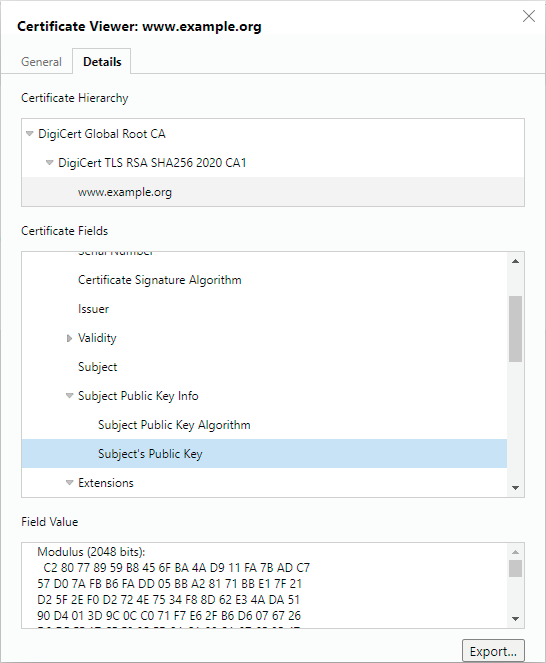 Certificate Viewer: www.example.org
General
Details
Certificate Hierarchy
DigiCert Global Root CA
DigiCert TLS RSA SHA256 2020 CA1
www.example.org
Certificate Fields
Serial Number
Certificate Signature Algorithm
Issuer
Validity
Subject
Subject Public Key Info
Subject Public Key Algorithm
Subject's Public Key
Extensions
Field Value
Modulus (2048 bits):
C2 80 77 89 59 B8 45 6F BA 4A D9 11 FA 7B AD C7
57 D0 7A FB B6 FA DD 05 BB A2 81 71 BB E1 7F 21
D2 5F 2E F0 D2 72 4E 75 34 F8 8D 62 E3 4A DA 51
90 D4 01 3D 9C 0C C0 71 F7 E6 2F B6 D6 07 67 26
Export...